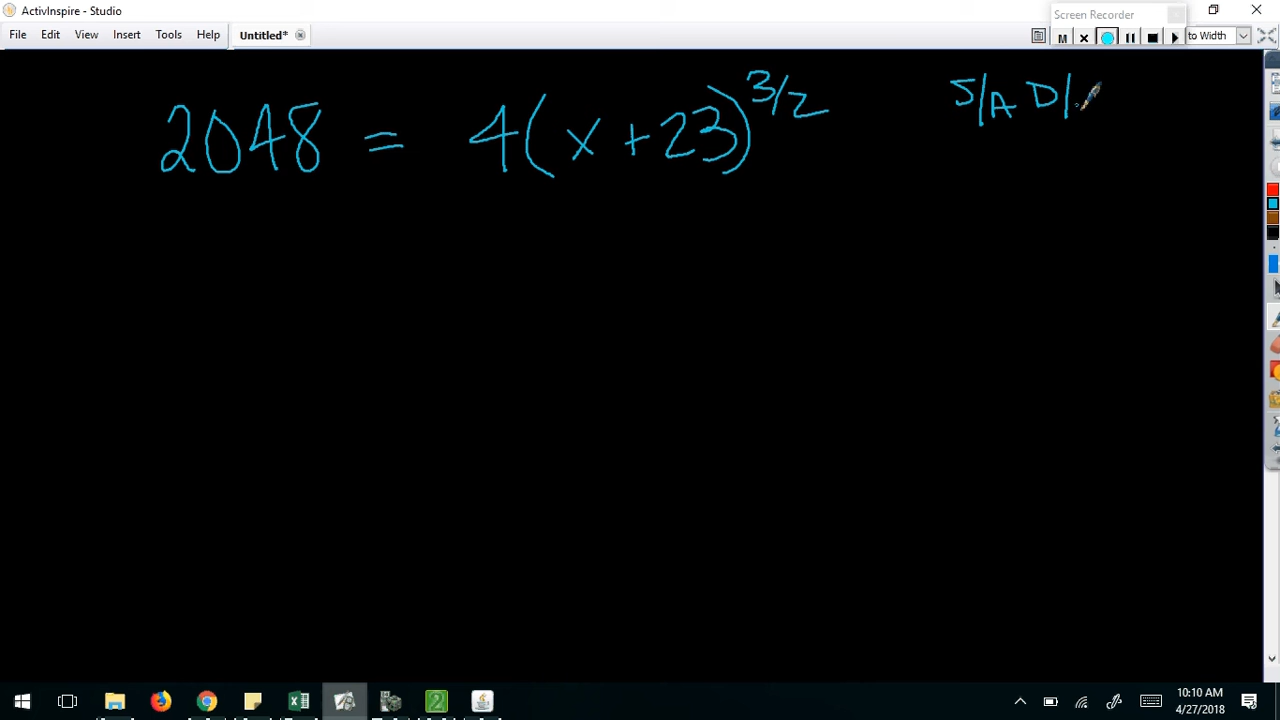 ActivInspire - Studio
Screen Recorder
File Edit View Insert Tools Help Untitled* to Width
M
2048 = 4(x+23)^3/2 S/A D/
10:10 AM
4/27/2018